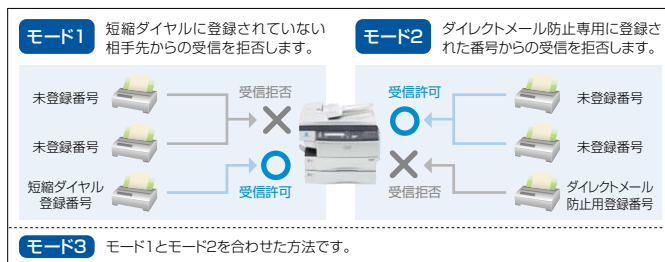 モード1
短縮ダイヤルに登録されていない
相手先からの受信を拒否します。
未登録番号
未登録番号
短縮ダイヤル
登録番号
受信拒否
受信許可
モード2
ダイレクトメール防止専用に登録さ
れた番号からの受信を拒否します。
受信許可
受信拒否
未登録番号
未登録番号
ダイレクトメール
防止用登録番号
モード3
モード1とモード2を合わせた方法です。